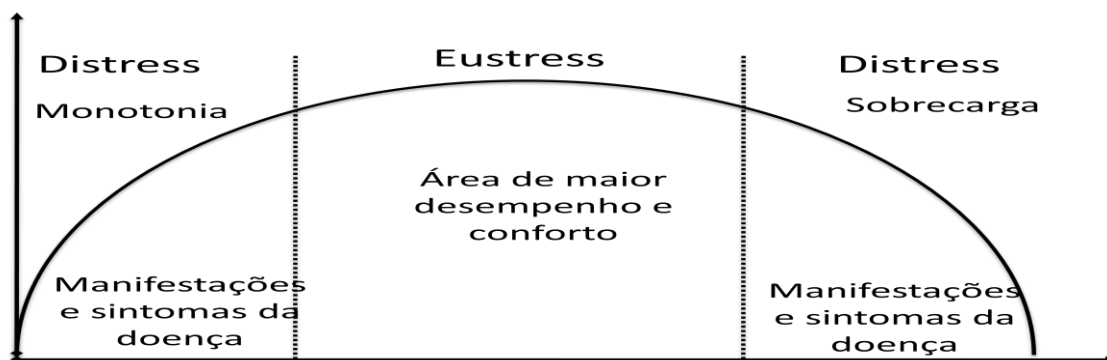 Distress
Monotonia
Eustress
Distress
Sobrecarga
Área de maior
desempenho e
conforto
Manifestações
e sintomas da
doença
Manifestações
e sintomas da
doença